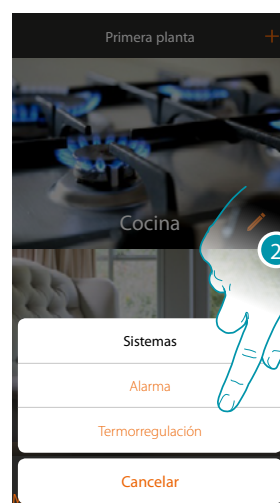 Primera planta
+
Cocina
2
Sistemas
Alarma
Termorregulación
Cancelar